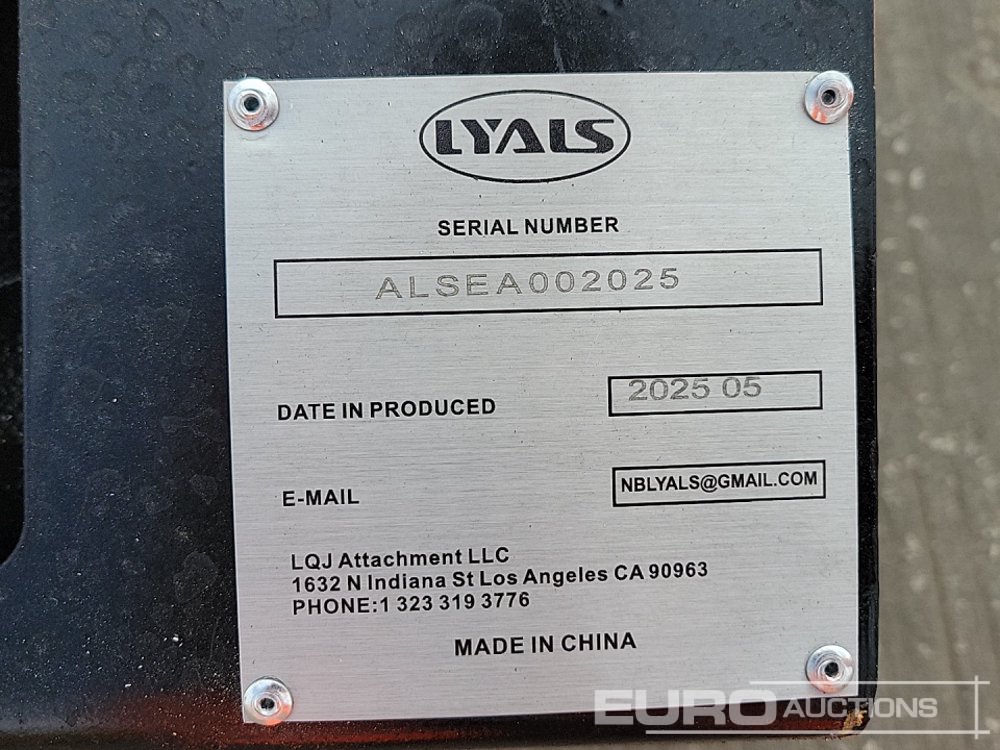 LYALS
SERIAL NUMBER
ALSEA002025
DATE IN PRODUCED
2025 05
E-MAIL
NBLYALS@GMAIL.COM
LQJ Attachment LLC
1632 N Indiana St Los Angeles CA 90963
PHONE:1 323 319 3776
MADE IN CHINA
EURO AUCTIONS